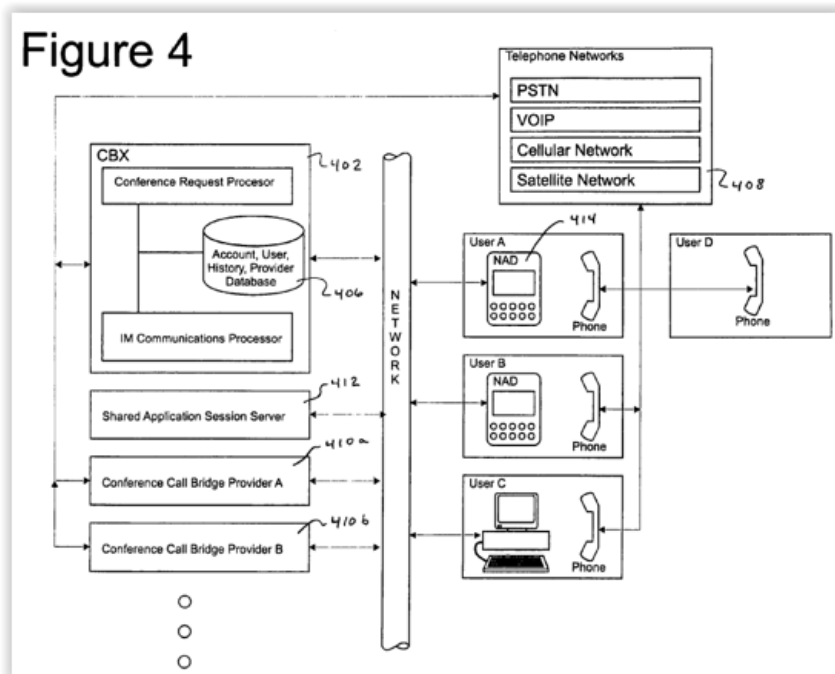 Figure 4
Telephone Networks
PSTN
VOIP
Cellular Network
Satellite Network
408
CBX
402
Conference Request Procesor
Account, User,
History, Provider
Database
406
IM Communications Processor
412
Shared Application Session Server
410a
Conference Call Bridge Provider A
410b
Conference Call Bridge Provider B
NETWORK
User A
414
NAD
Phone
User D
Phone
User B
NAD
Phone
User C
Phone